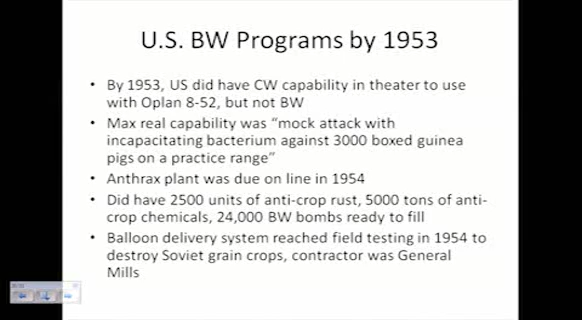 U.S. BW Programs by 1953
• By 1953, US did have CW capability in theater to use
with Oplan 8-52, but not BW
• Max real capability was “mock attack with
incapacitating bacterium against 3000 boxed guinea
pigs on a practice range”
• Anthrax plant was due on line in 1954
• Did have 2500 units of anti-crop rust, 5000 tons of anti-
crop chemicals, 24,000 BW bombs ready to fill
• Balloon delivery system reached field testing in 1954 to
destroy Soviet grain crops, contractor was General
Mills